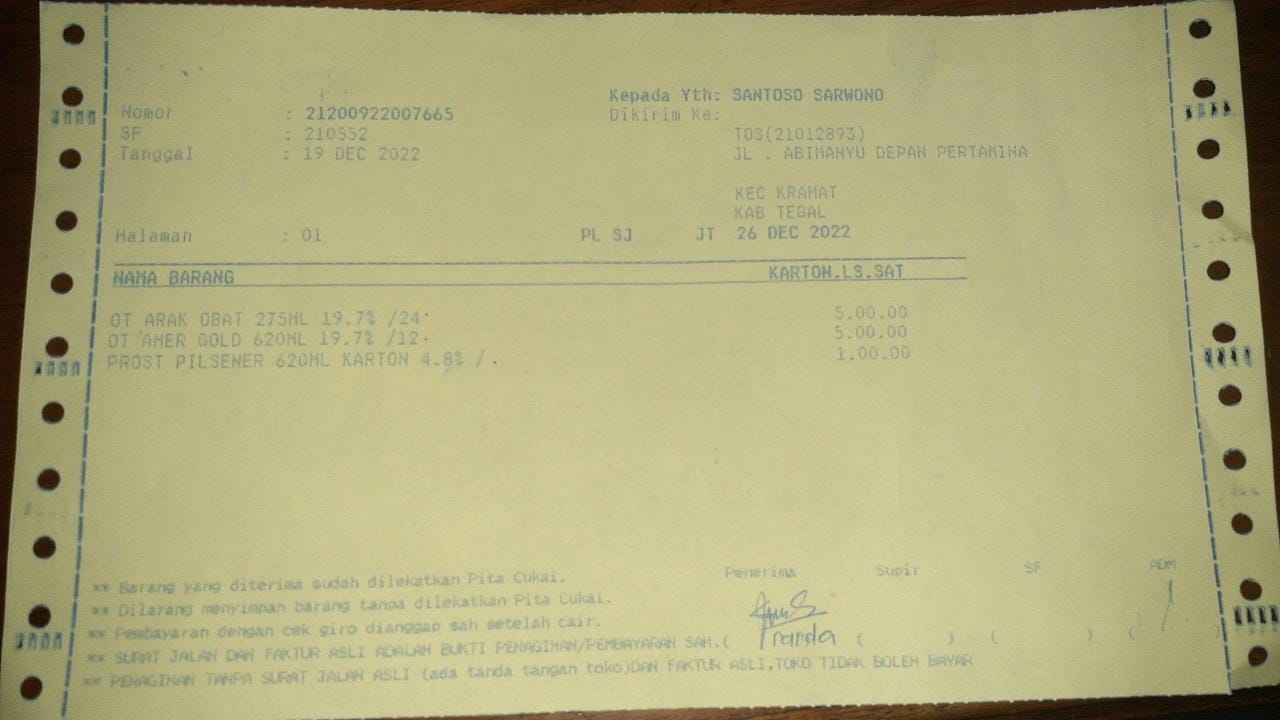 Kepada Yth: SANTOSO SARWONO
Nomor : 21200922007665 Dikirim Ke:
SF : 210552 TOS(21012893)
Tanggal : 19 DEC 2022 JL . ABIMANYU DEPAN PERTAMINA
KEC KRAMAT
KAB TEGAL
Halaman : 01 PL SJ JT 26 DEC 2022
NAMA BARANG KARTON.LS.SAT
OT ARAK OBAT 275ML 19.7% /24 5.00.00
OT AMER GOLD 620ML 19.7% /12 5.00.00
PROST PILSENER 620ML KARTON 4.8% / 1.00.00
Penerima Supir SF ADM
** Barang yang diterima sudah dilekatkan Pita Cukai.
** Dilarang menyimpan barang tanpa dilekatkan Pita Cukai.
** Pembayaran dengan cek giro dianggap sah setelah cair.
** SURAT JALAN DAN FAKTUR ASLI ADALAH BUKTI PENAGIHAN/PEMBAYARAN SAH.( ( ) ( ) ( )
** PENAGIHAN TANPA SURAT JALAN ASLI (ada tanda tangan toko)DAN FAKTUR ASLI,TOKO TIDAK BOLEH BAYAR